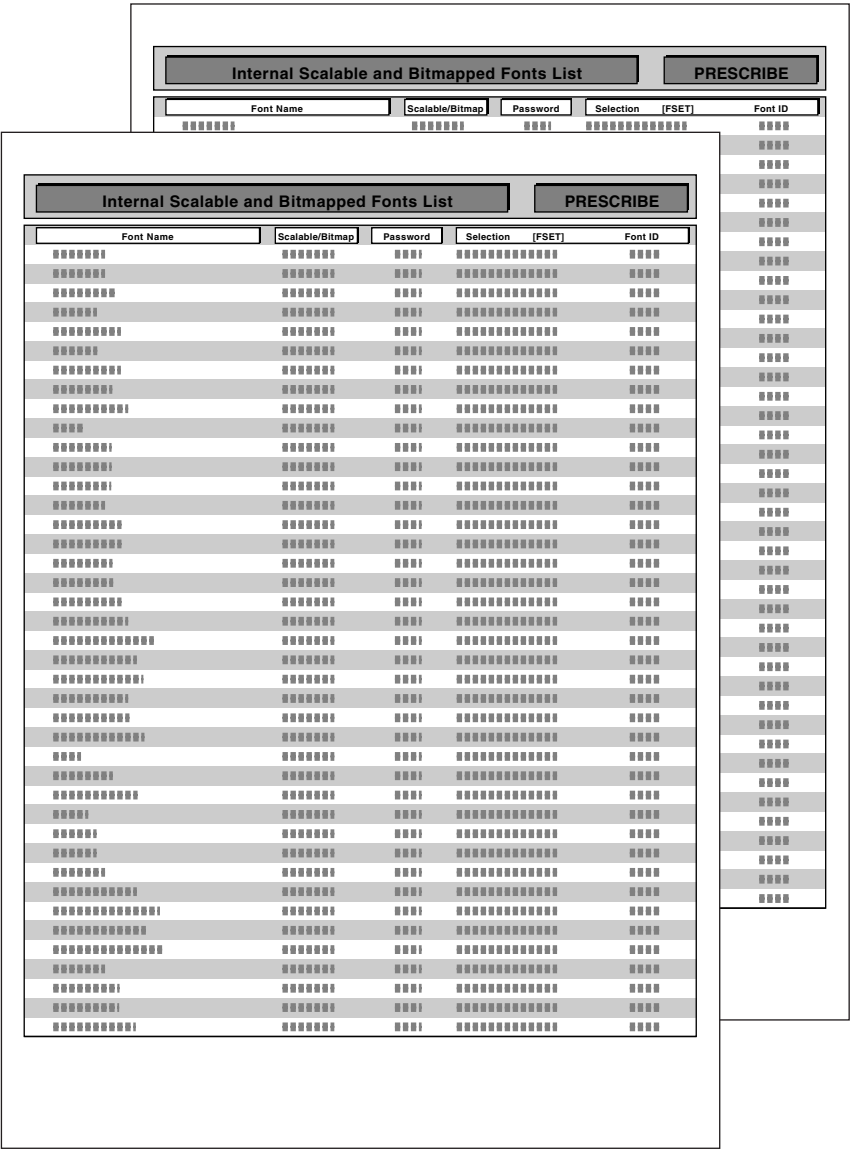 Internal Scalable and Bitmapped Fonts List PRESCRIBE
Font Name Scalable/Bitmap Password Selection [FSET] Font ID
Internal Scalable and Bitmapped Fonts List PRESCRIBE
Font Name Scalable/Bitmap Password Selection [FSET] Font ID